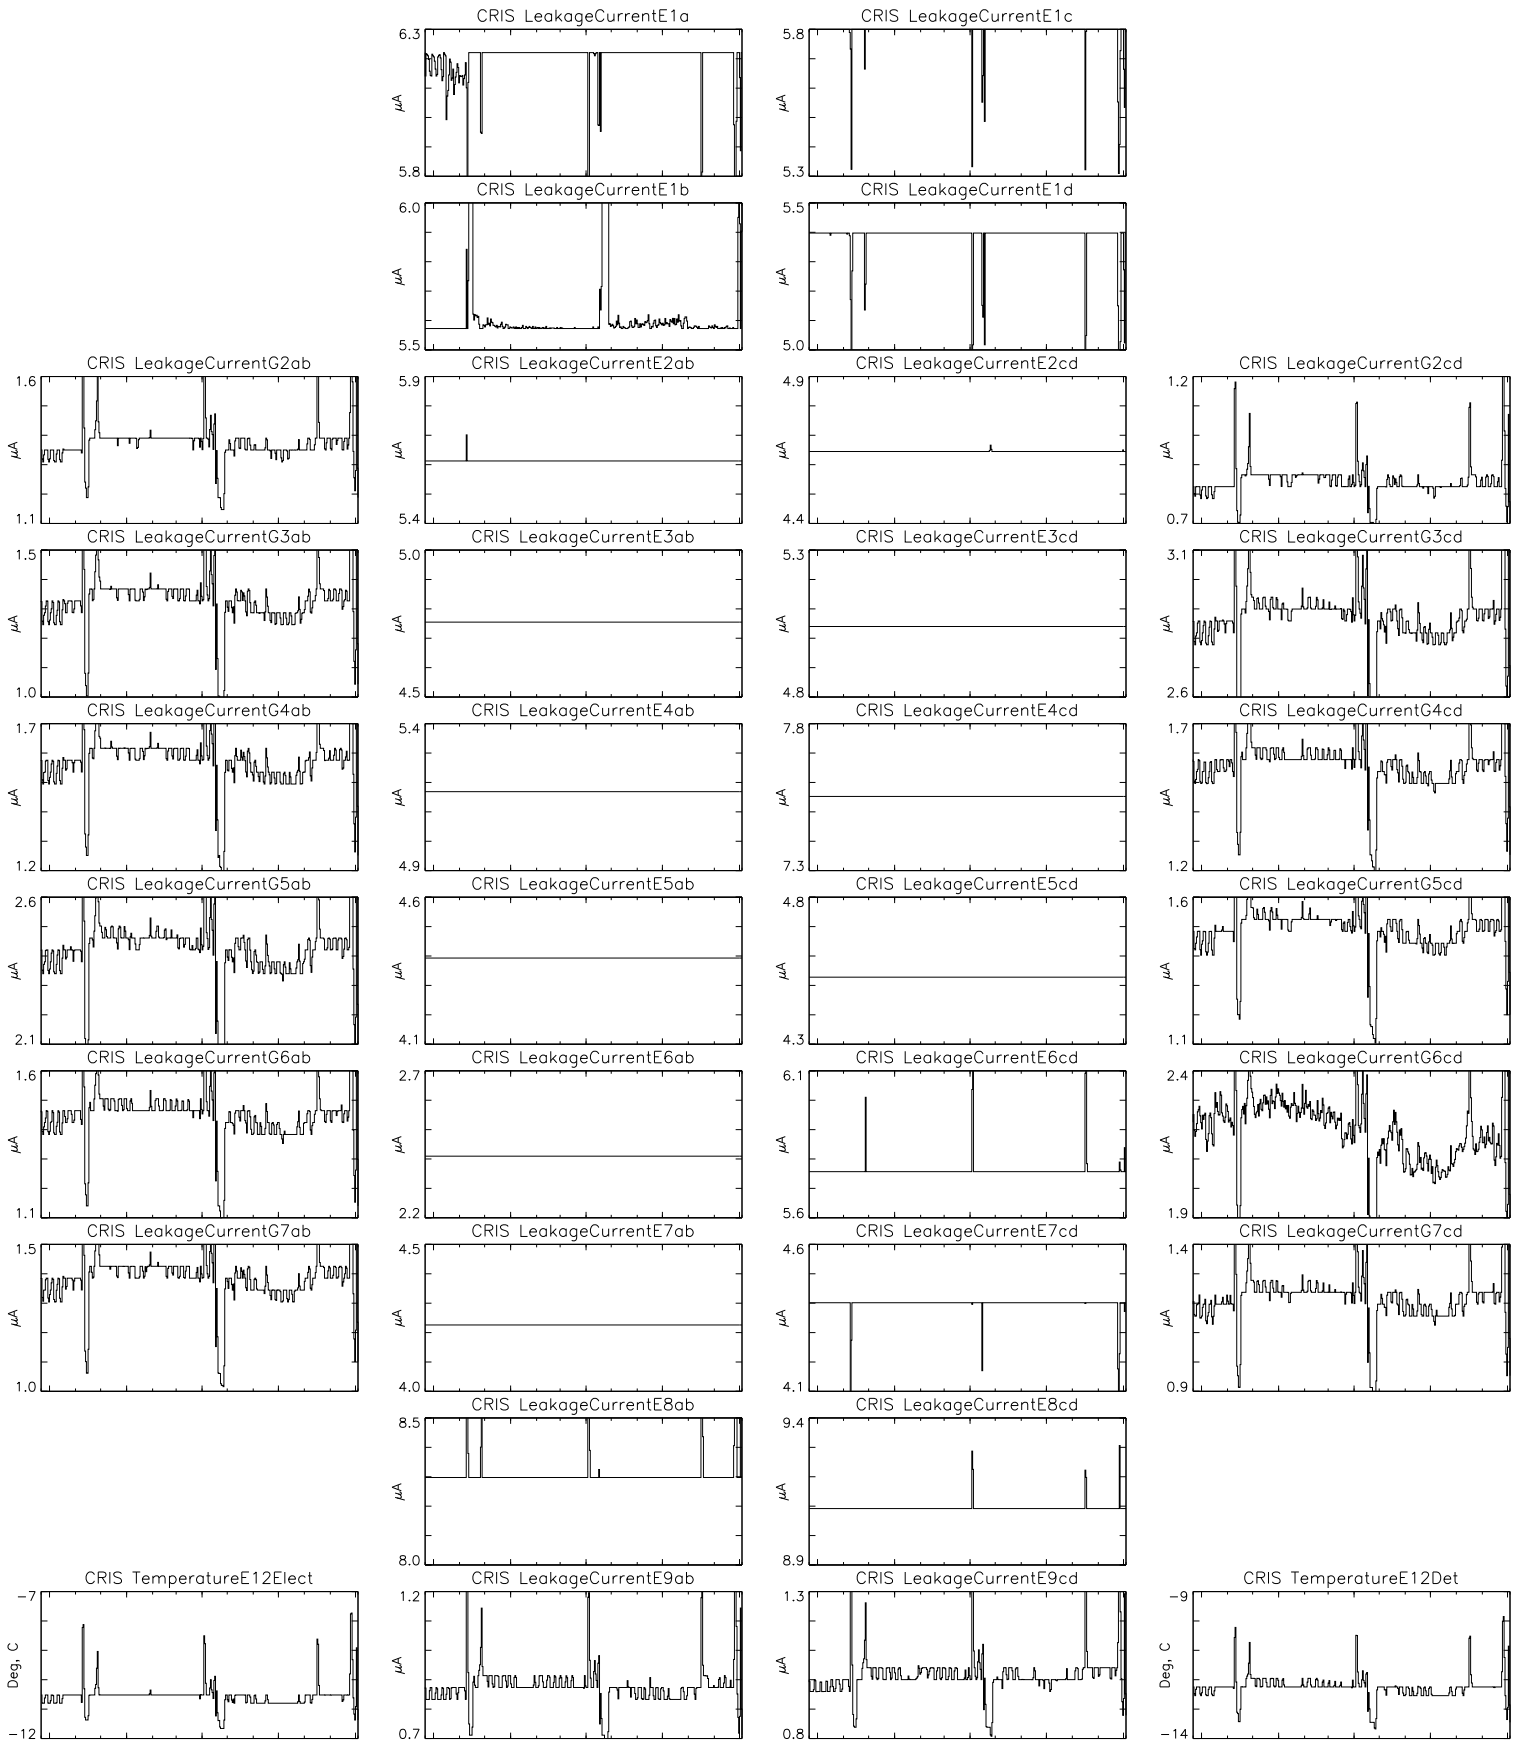 CRIS LeakageCurrentE1a
6.3
μA
5.8
CRIS LeakageCurrentE1c
5.8
μA
5.3
CRIS LeakageCurrentE1b
6.0
μA
5.5
CRIS LeakageCurrentE1d
5.5
μA
5.0
CRIS LeakageCurrentG2ab
1.6
μA
1.1
CRIS LeakageCurrentE2ab
5.9
μA
5.4
CRIS LeakageCurrentE2cd
4.9
μA
4.4
CRIS LeakageCurrentG2cd
1.2
μA
0.7
CRIS LeakageCurrentG3ab
1.5
μA
1.0
CRIS LeakageCurrentE3ab
5.0
μA
4.5
CRIS LeakageCurrentE3cd
5.3
μA
4.8
CRIS LeakageCurrentG3cd
3.1
μA
2.6
CRIS LeakageCurrentG4ab
1.7
μA
1.2
CRIS LeakageCurrentE4ab
5.4
μA
4.9
CRIS LeakageCurrentE4cd
7.8
μA
7.3
CRIS LeakageCurrentG4cd
1.7
μA
1.2
CRIS LeakageCurrentG5ab
2.6
μA
2.1
CRIS LeakageCurrentE5ab
4.6
μA
4.1
CRIS LeakageCurrentE5cd
4.8
μA
4.3
CRIS LeakageCurrentG5cd
1.6
μA
1.1
CRIS LeakageCurrentG6ab
1.6
μA
1.1
CRIS LeakageCurrentE6ab
2.7
μA
2.2
CRIS LeakageCurrentE6cd
6.1
μA
5.6
CRIS LeakageCurrentG6cd
2.4
μA
1.9
CRIS LeakageCurrentG7ab
1.5
μA
1.0
CRIS LeakageCurrentE7ab
4.5
μA
4.0
CRIS LeakageCurrentE7cd
4.6
μA
4.1
CRIS LeakageCurrentG7cd
1.4
μA
0.9
CRIS LeakageCurrentE8ab
8.5
μA
8.0
CRIS LeakageCurrentE8cd
9.4
μA
8.9
CRIS TemperatureE12Elect
−7
Deg, C
−12
CRIS LeakageCurrentE9ab
1.2
μA
0.7
CRIS LeakageCurrentE9cd
1.3
μA
0.8
CRIS TemperatureE12Det
−9
Deg, C
−14